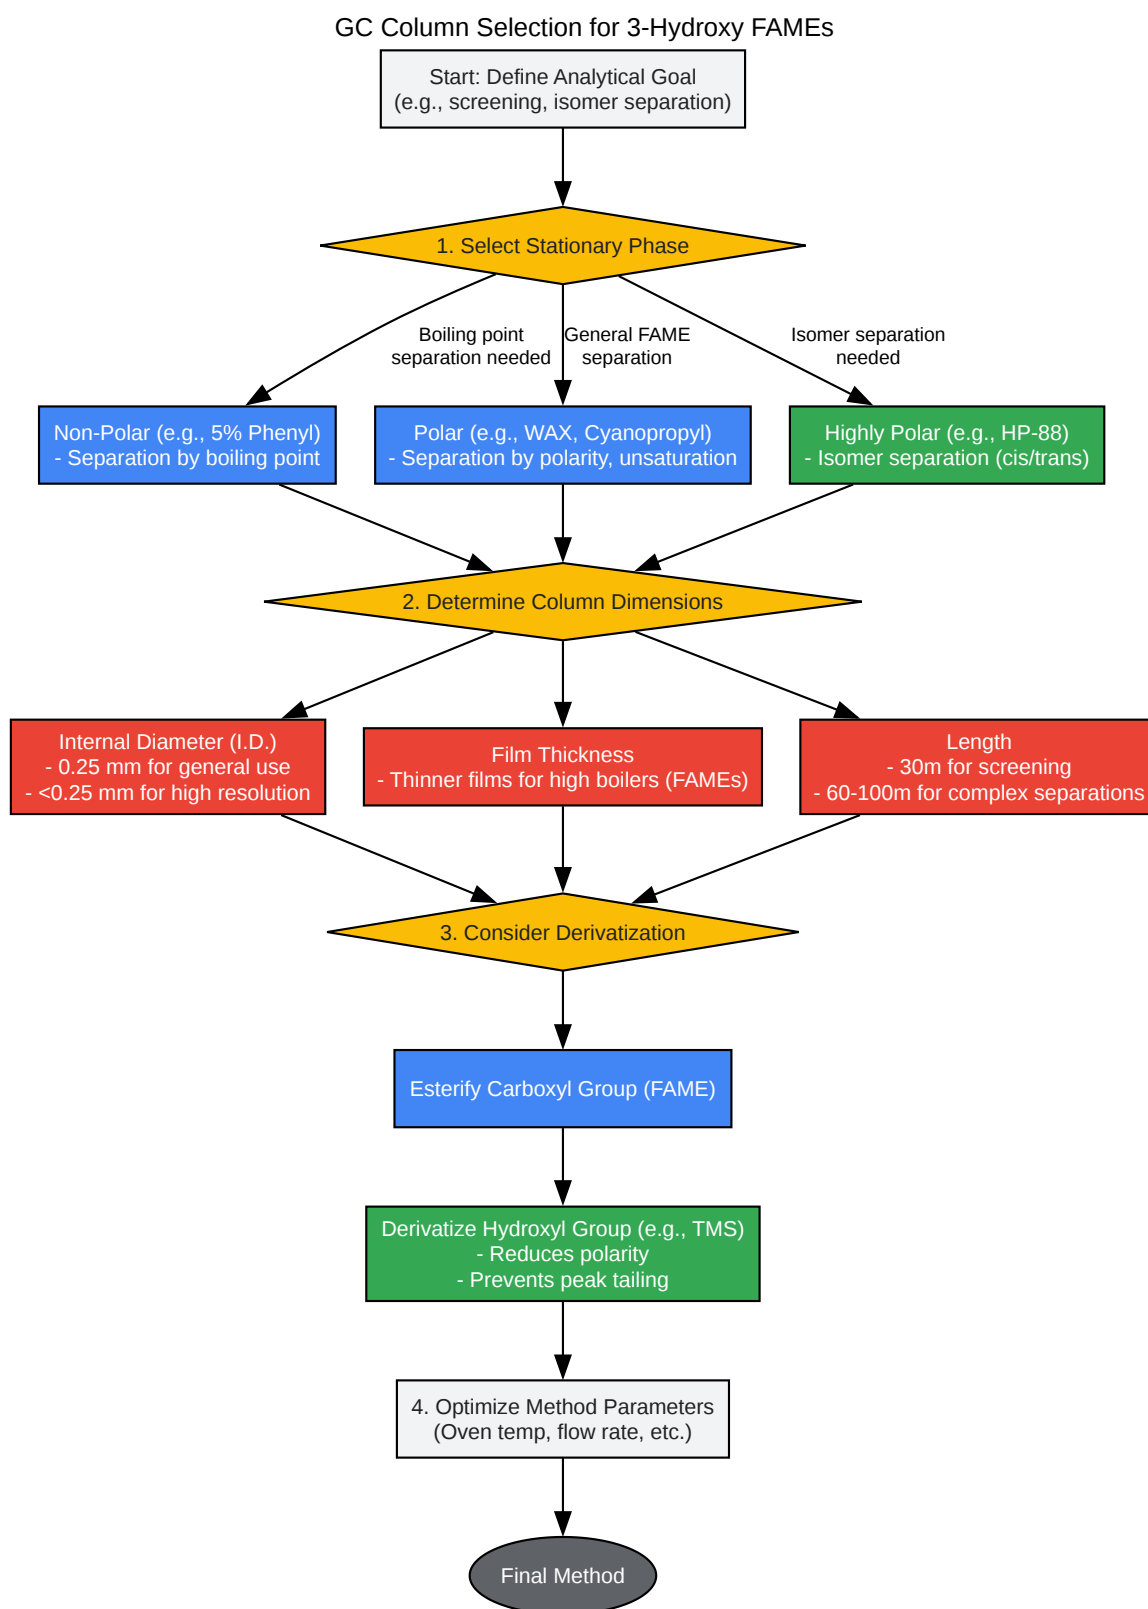 GC Column Selection for 3-Hydroxy FAMEs
Start: Define Analytical Goal
(e.g., screening, isomer separation)
1. Select Stationary Phase
Boiling point
separation needed
General FAME
separation
Isomer separation
needed
Non-Polar (e.g., 5% Phenyl)
- Separation by boiling point
Polar (e.g., WAX, Cyanopropyl)
- Separation by polarity, unsaturation
Highly Polar (e.g., HP-88)
- Isomer separation (cis/trans)
2. Determine Column Dimensions
Internal Diameter (I.D.)
- 0.25 mm for general use
- <0.25 mm for high resolution
Film Thickness
- Thinner films for high boilers (FAMEs)
Length
- 30m for screening
- 60-100m for complex separations
3. Consider Derivatization
Esterify Carboxyl Group (FAME)
Derivatize Hydroxyl Group (e.g., TMS)
- Reduces polarity
- Prevents peak tailing
4. Optimize Method Parameters
(Oven temp, flow rate, etc.)
Final Method